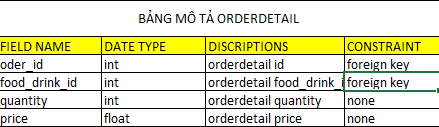 BẢNG MÔ TẢ ORDERDETAIL
FIELD NAME DATE TYPE DISCRIPTIONS CONSTRAINT
oder_id int orderdetail id foreign key
food_drink_id int orderdetail food_drink_i foreign key
quantity int orderdetail quantity none
price float orderdetail price none